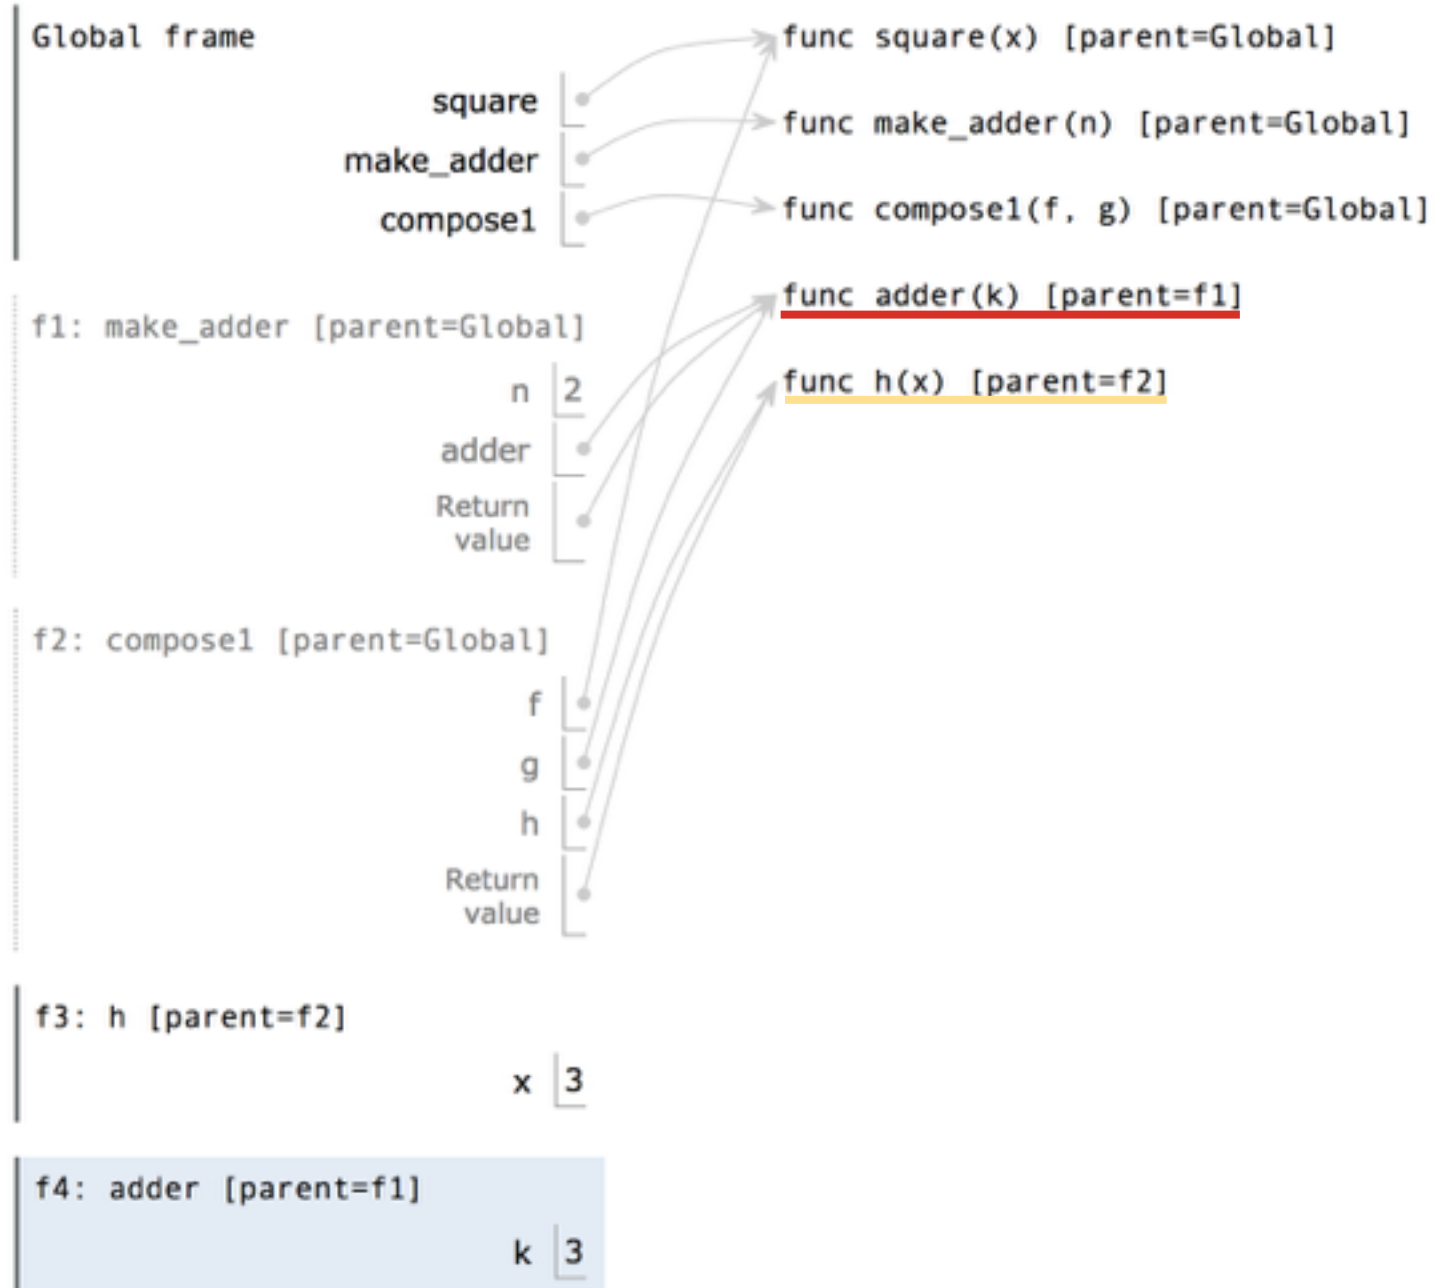 Global frame
func square(x) [parent=Global]
square
func make_adder(n) [parent=Global]
make_adder
func compose1(f, g) [parent=Global]
compose1
func adder(k) [parent=f1]
f1: make_adder [parent=Global]
func h(x) [parent=f2]
n 2
adder
Return
value
f2: compose1 [parent=Global]
f
g
h
Return
value
f3: h [parent=f2]
x 3
f4: adder [parent=f1]
k 3